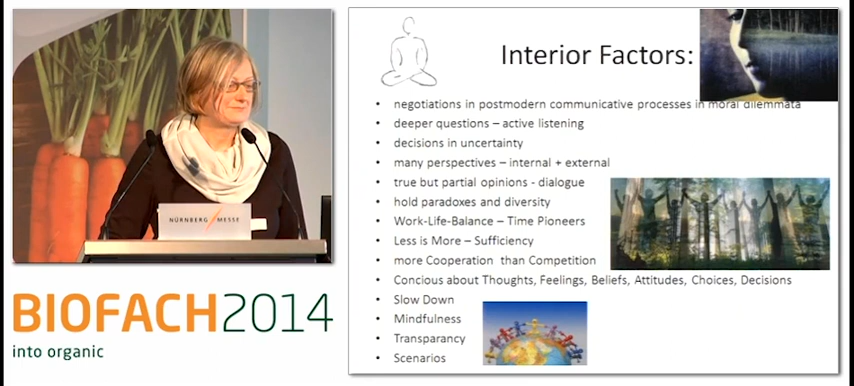 NÜRNBERG MESSE
BIOFACH2014
into organic
Interior Factors:
• negotiations in postmodern communicative processes in moral dilemmata
• deeper questions – active listening
• decisions in uncertainty
• many perspectives – internal + external
• true but partial opinions - dialogue
• hold paradoxes and diversity
• Work-Life-Balance – Time Pioneers
• Less is More – Sufficiency
• more Cooperation than Competition
• Concious about Thoughts, Feelings, Beliefs, Attitudes, Choices, Decisions
• Slow Down
• Mindfulness
• Transparancy
• Scenarios